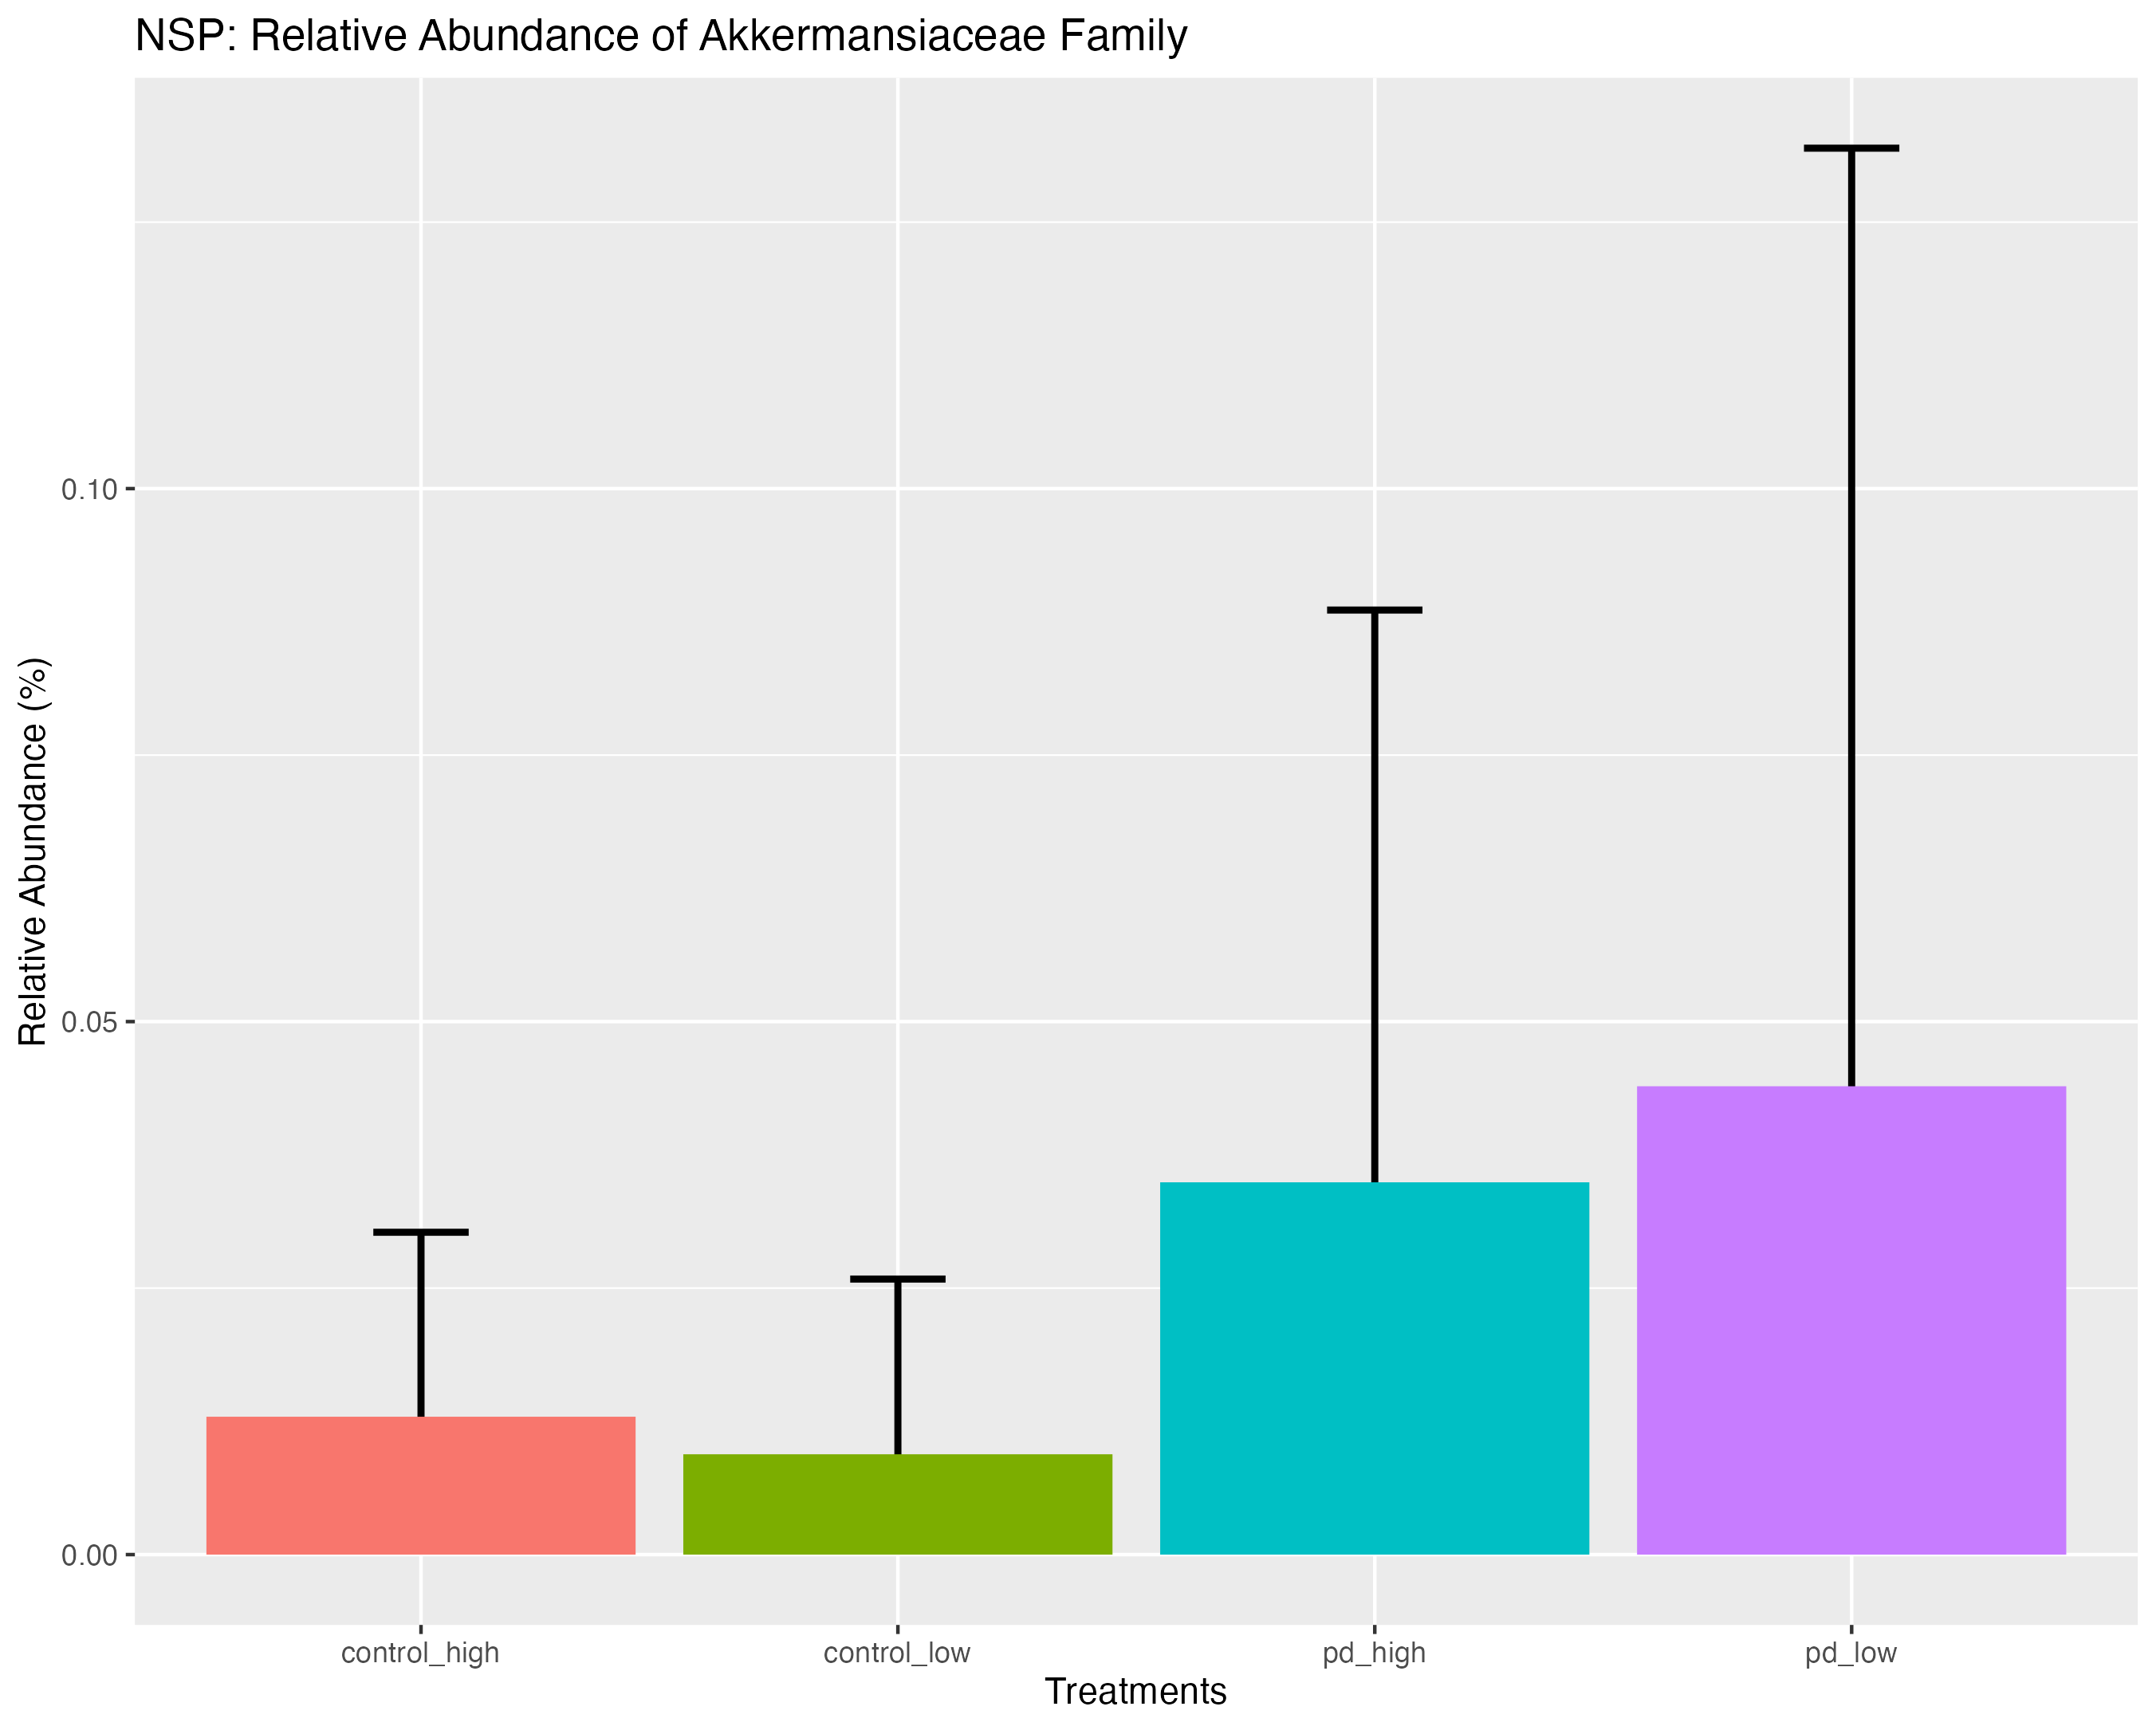 NSP: Relative Abundance of Akkermansiaceae Family
Relative Abundance (%)
0.10
0.05
0.00
control_high
control_low
pd_high
pd_low
Treatments